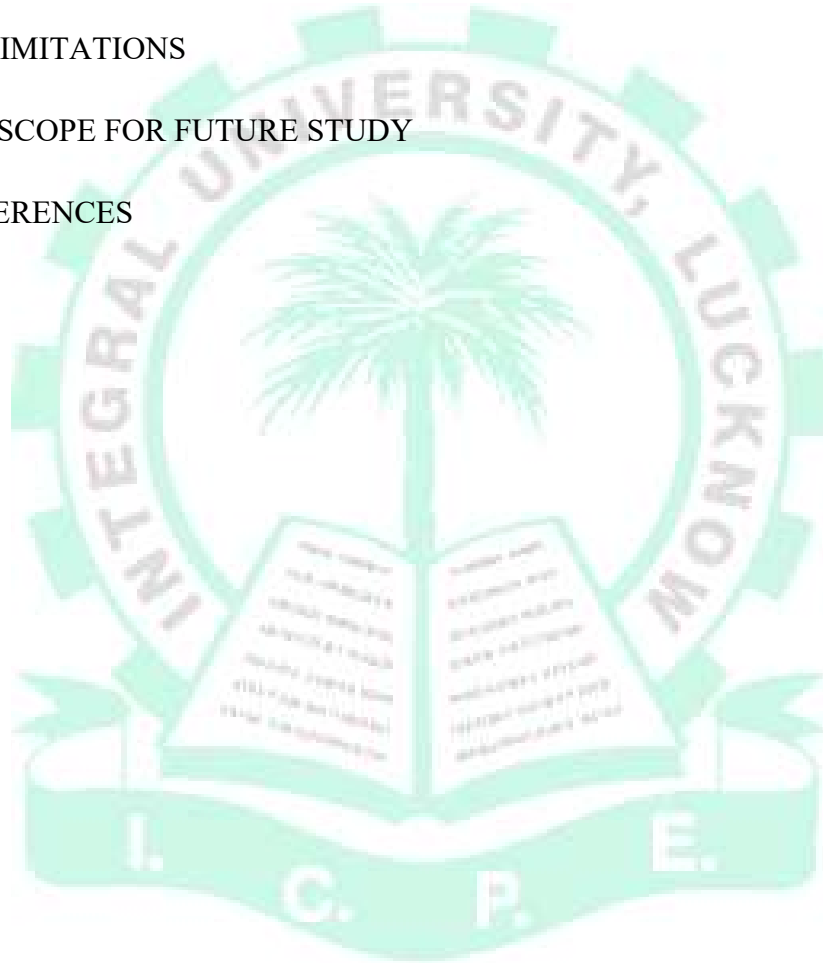 IMITATIONS
SCOPE FOR FUTURE STUDY
ERENCES
INTEGRAL UNIVERSITY, LUCKNOW
I. C. P. E.